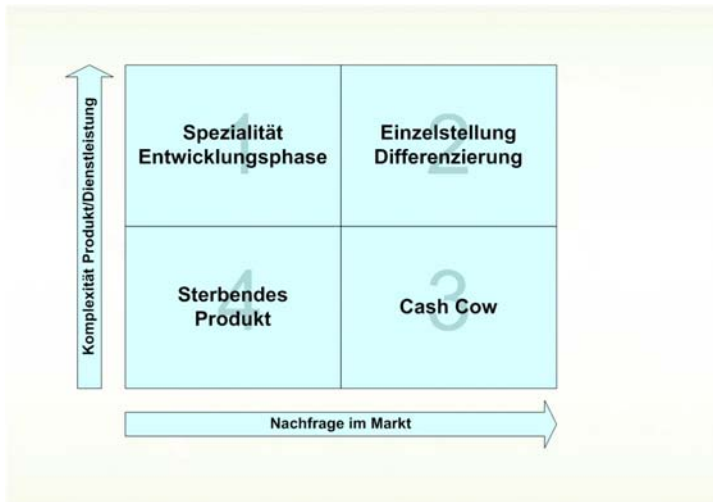 Komplexität Produkt/Dienstleistung
1
Spezialität
Entwicklungsphase
2
Einzelstellung
Differenzierung
4
Sterbendes
Produkt
3
Cash Cow
Nachfrage im Markt